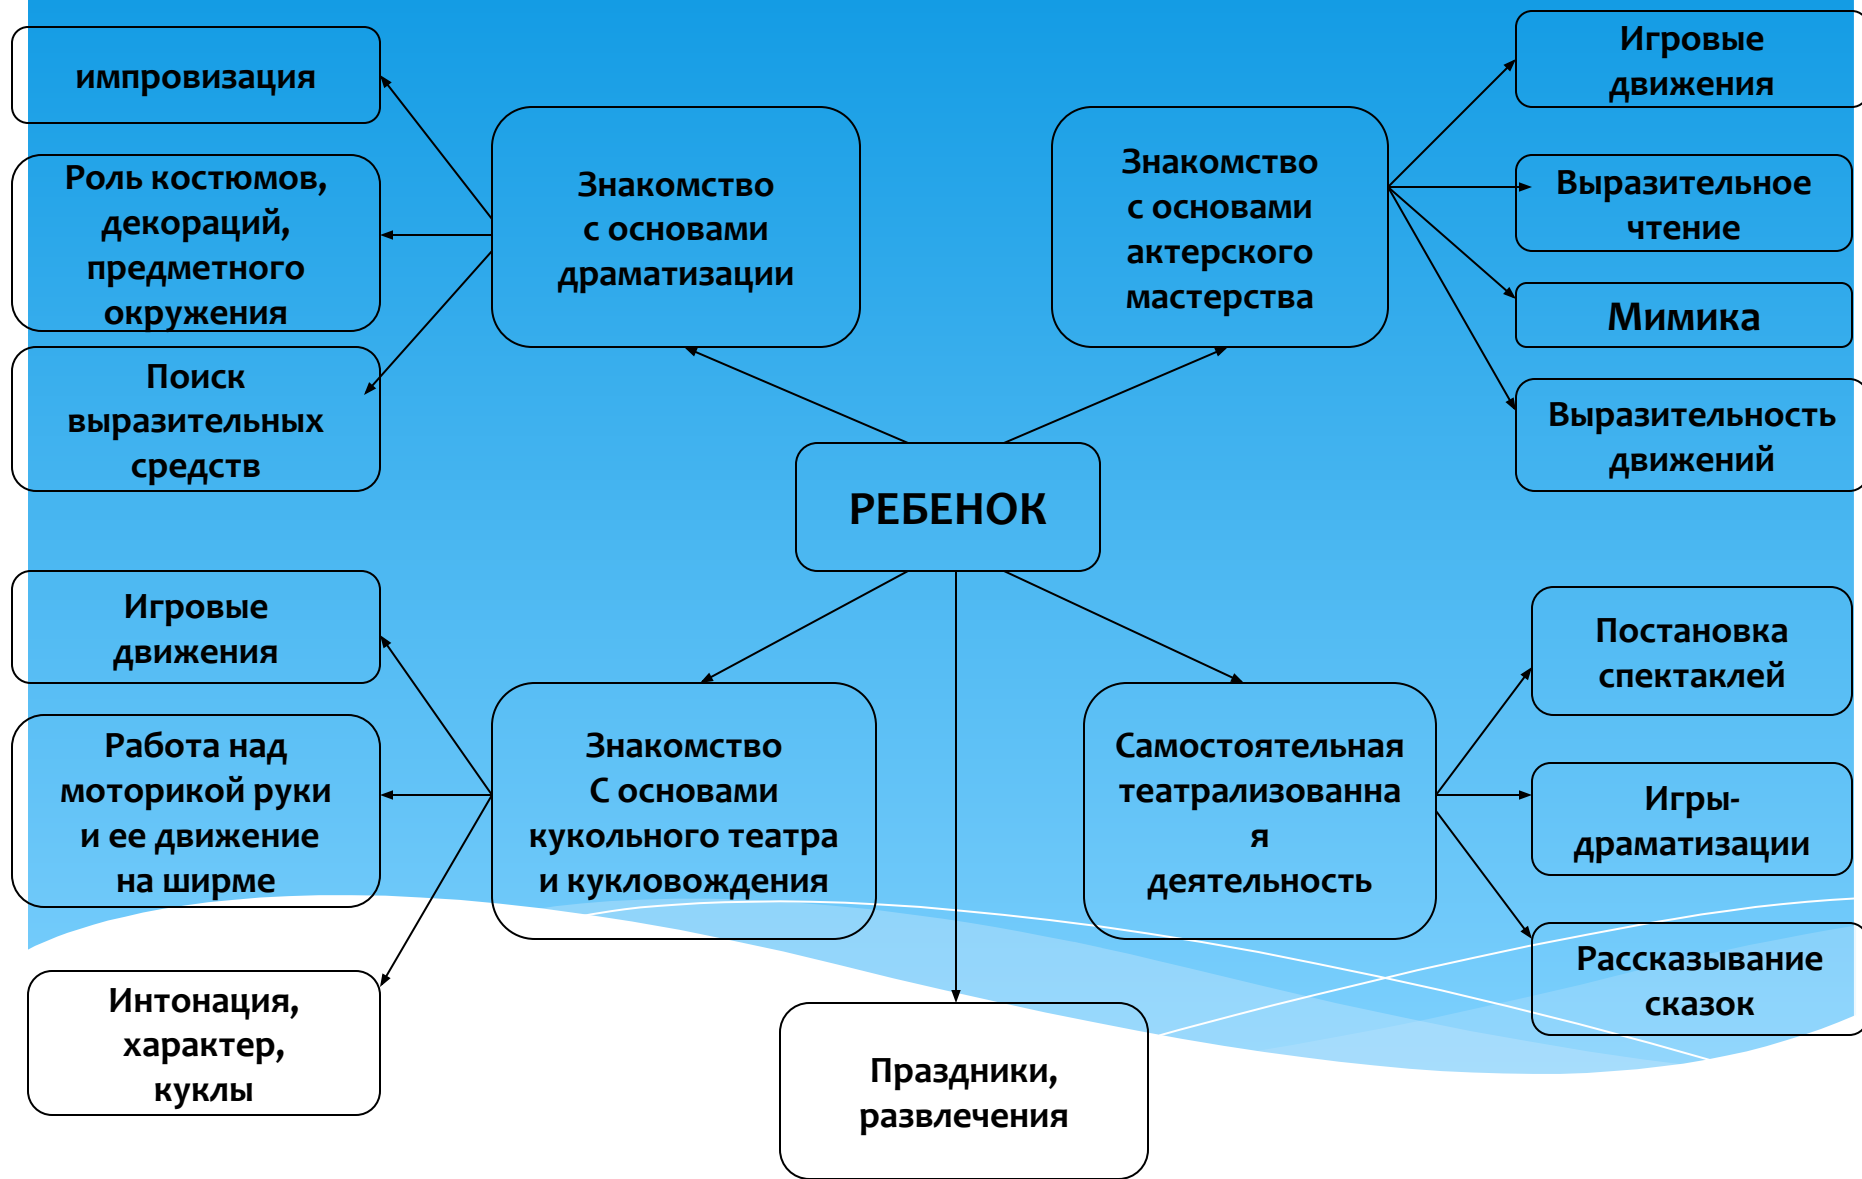 импровизация
Роль костюмов,
декораций,
предметного
окружения
Поиск
выразительных
средств
Знакомство
с основами
драматизации
Знакомство
с основами
актерского
мастерства
Игровые
движения
Выразительное
чтение
Мимика
Выразительность
движений
РЕБЕНОК
Игровые
движения
Работа над
моторикой руки
и ее движение
на ширме
Интонация,
характер,
куклы
Знакомство
С основами
кукольного театра
и кукловождения
Праздники,
развлечения
Самостоятельная
театрализованна
я
деятельность
Постановка
спектаклей
Игры-
драматизации
Рассказывание
сказок